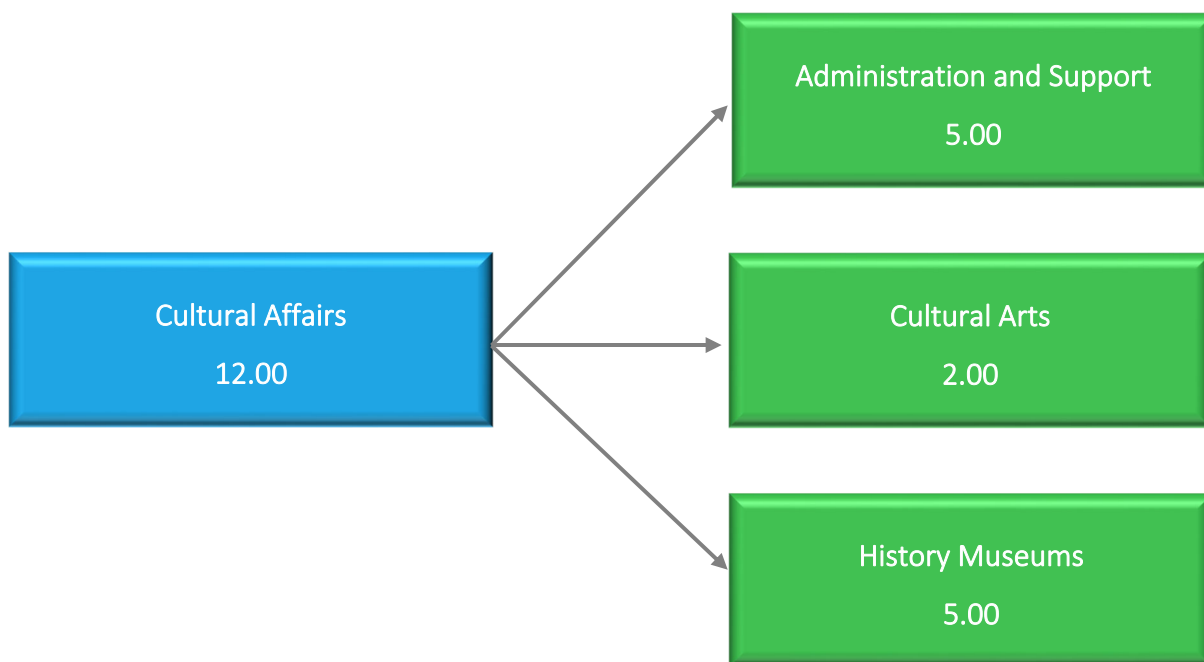 Administration and Support
5.00
Cultural Affairs
12.00
Cultural Arts
2.00
History Museums
5.00